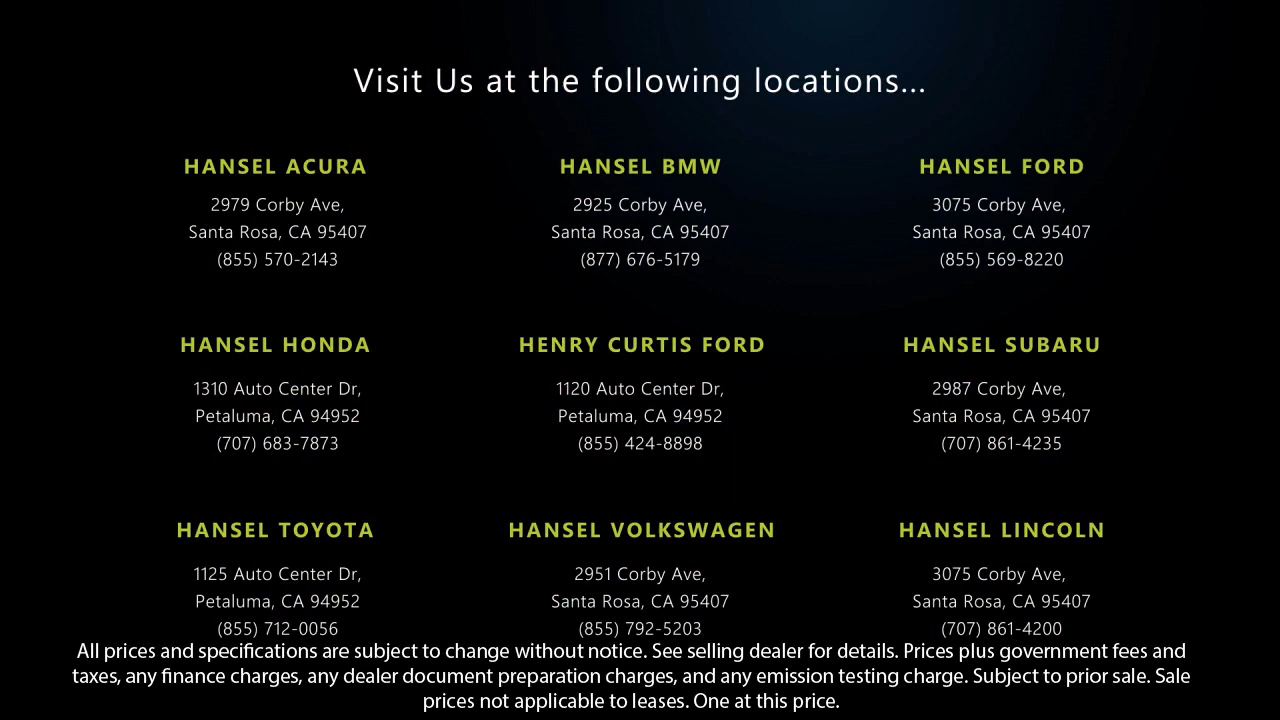 Visit Us at the following locations...
HANSEL ACURA
2979 Corby Ave,
Santa Rosa, CA 95407
(855) 570-2143
HANSEL BMW
2925 Corby Ave,
Santa Rosa, CA 95407
(877) 676-5179
HANSEL FORD
3075 Corby Ave,
Santa Rosa, CA 95407
(855) 569-8220
HANSEL HONDA
1310 Auto Center Dr,
Petaluma, CA 94952
(707) 683-7873
HENRY CURTIS FORD
1120 Auto Center Dr,
Petaluma, CA 94952
(855) 424-8898
HANSEL SUBARU
2987 Corby Ave,
Santa Rosa, CA 95407
(707) 861-4235
HANSEL TOYOTA
1125 Auto Center Dr,
Petaluma, CA 94952
(855) 712-0056
HANSEL VOLKSWAGEN
2951 Corby Ave,
Santa Rosa, CA 95407
(855) 792-5203
HANSEL LINCOLN
3075 Corby Ave,
Santa Rosa, CA 95407
(707) 861-4200
All prices and specifications are subject to change without notice. See selling dealer for details. Prices plus government fees and
taxes, any finance charges, any dealer document preparation charges, and any emission testing charge. Subject to prior sale. Sale
prices not applicable to leases. One at this price.